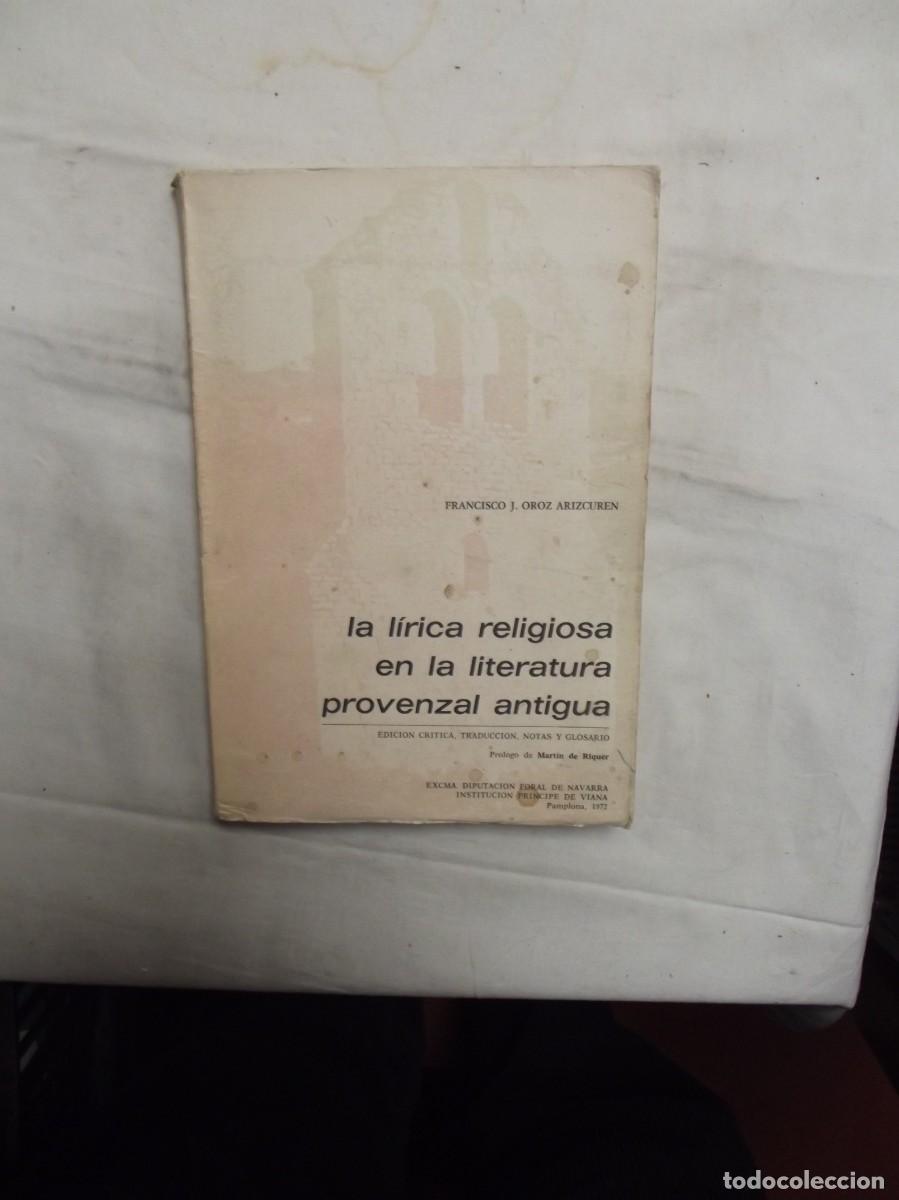 FRANCISCO J. OROZ ARIZCUREN
la lírica religiosa
en la literatura
provenzal antigua
EDICION CRITICA, TRADUCCION, NOTAS Y GLOSARIO
Prólogo de Martín de Riquer
EXCMA. DIPUTACION FORAL DE NAVARRA
INSTITUCION PRINCIPE DE VIANA
Pamplona, 1972
todocoleccion